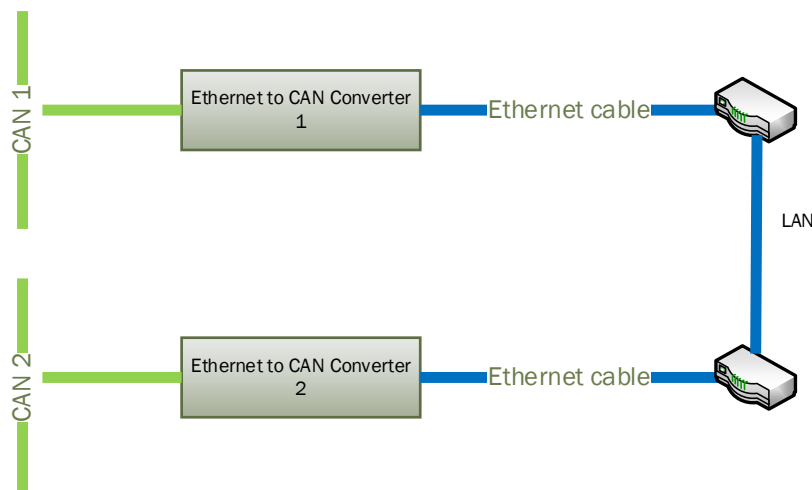 CAN 1
Ethernet to CAN Converter
1
Ethernet cable
LAN
CAN 2
Ethernet to CAN Converter
2
Ethernet cable